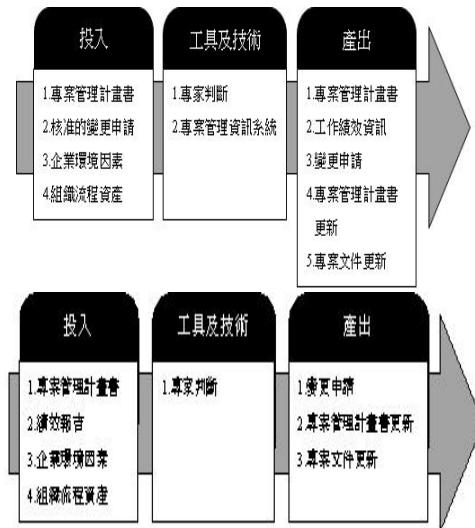 投入
1.專案管理計畫書
2.核准的變更申請
3.企業環境因素
4.組織流程資產
工具及技術
1.專家判斷
2.專案管理資訊系統
產出
1.專案管理計畫書
2.工作績效資訊
3.變更申請
4.專案管理計畫書
更新
5.專案文件更新
投入
1.專案管理計畫書
2.績效報告
3.企業環境因素
4.組織流程資產
工具及技術
1.專家判斷
產出
1.變更申請
2.專案管理計畫書更新
3.專案文件更新